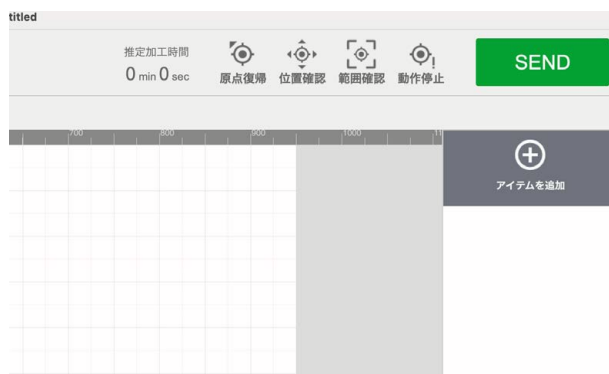 titled
推定加工時間
0 min 0 sec
原点復帰
位置確認
範囲確認
動作停止
SEND
700
800
900
1000
11
アイテムを追加